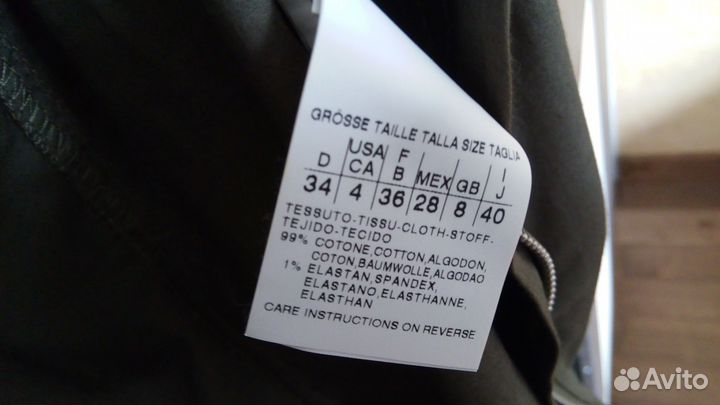 GRÖSSE TAILLE TALLA SIZE TAGLIA
D USA CA F B MEX GB I J
34 4 36 28 8 40
TESSUTO-TISSU-CLOTH-STOFF-
TEJIDO-TECIDO
99% COTONE,COTTON,ALGODON,
COTON,BAUMWOLLE,ALGODAO
1% ELASTAN,SPANDEX,
ELASTANO,ELASTHANNE,
ELASTHAN
CARE INSTRUCTIONS ON REVERSE
Avito